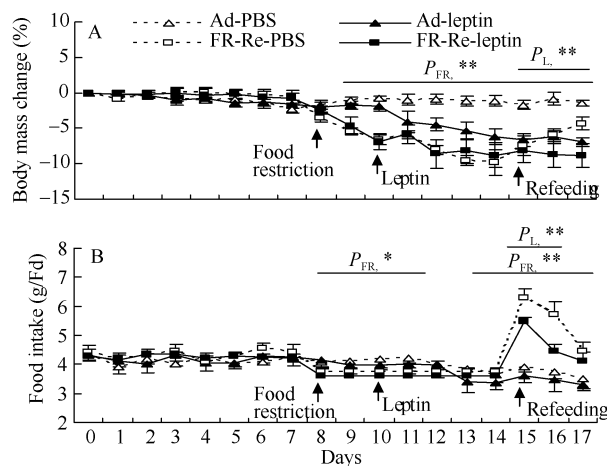 Ad-PBS Ad-leptin
FR-Re-PBS FR-Re-leptin
A
Body mass change (%)
10
5
0
−5
−10
−15
PFR, **
PL, **
Food restriction
Leptin
Refeeding
B
Food intake (g/Fd)
8
7
6
5
4
3
2
PFR, *
PL, **
PFR, **
Food restriction
Leptin
Refeeding
0 1 2 3 4 5 6 7 8 9 10 11 12 13 14 15 16 17
Days